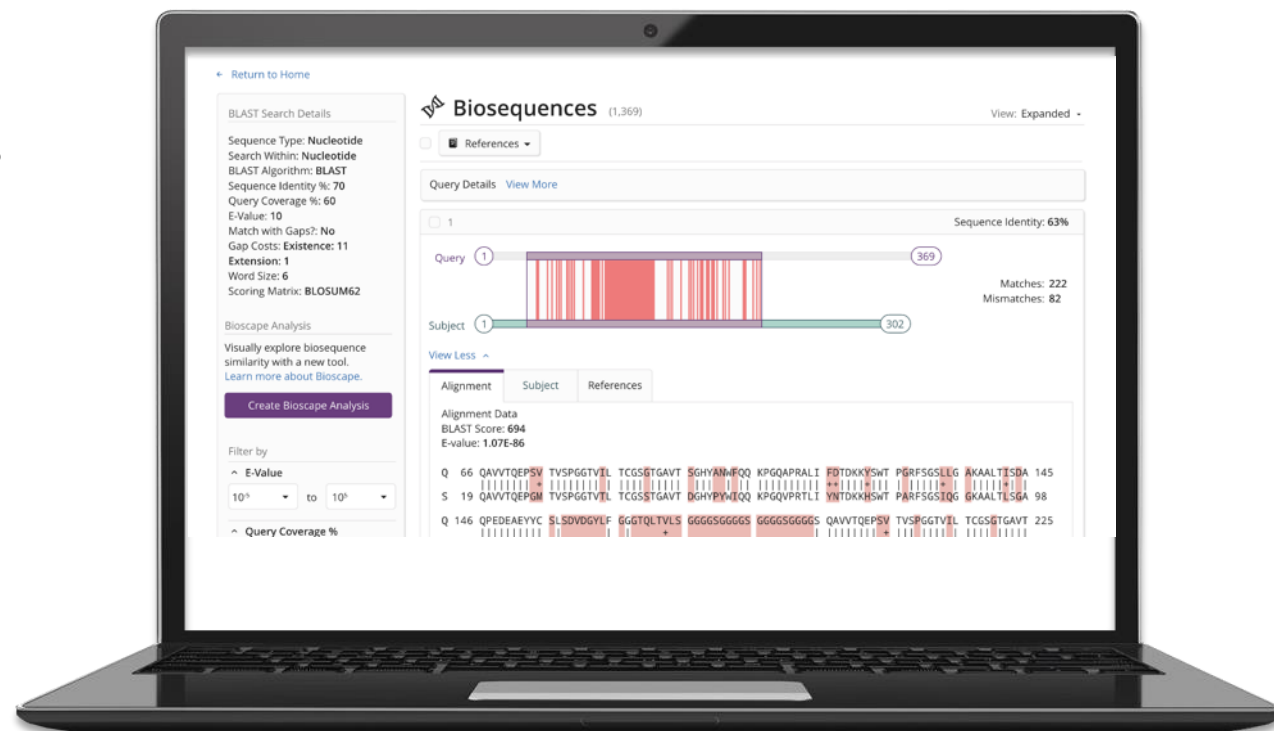 ← Return to Home
BLAST Search Details
Sequence Type: Nucleotide
Search Within: Nucleotide
BLAST Algorithm: BLAST
Sequence Identity %: 70
Query Coverage %: 60
E-Value: 10
Match with Gaps?: No
Gap Costs: Existence: 11
Extension: 1
Word Size: 6
Scoring Matrix: BLOSUM62
Bioscape Analysis
Visually explore biosequence
similarity with a new tool.
Learn more about Bioscape.
Create Bioscape Analysis
Filter by
E-Value
10⁻⁵ to 10⁵
Query Coverage %
Biosequences (1,369)
View: Expanded
References
Query Details View More
1 Sequence Identity: 63%
Query 1 369
Matches: 222
Mismatches: 82
Subject 1 302
View Less
Alignment Subject References
Alignment Data
BLAST Score: 694
E-value: 1.07E-86
Q 66 QAVVTQEPSV TVSPGGTVIL TCGSGTGAVT SGHYANWFQQ KPGQAPRALI FDTDKKYSWT PGRFSGSLLG AKAALTISDA 145
S 19 QAVVTQEPGM TVSPGGTVTL TCGSSTGAVT DGHYPYWIQQ KPGQVPRTLI YNTDKKHSWT PARFSGSIQG GKAALTLSGA 98
Q 146 QPEDEAEYYC SLSDVDGYLF GGGTQLTVLS GGGGSGGGGS GGGGSGGGGS QAVVTQEPSV TVSPGGTVIL TCGSGTGAVT 225